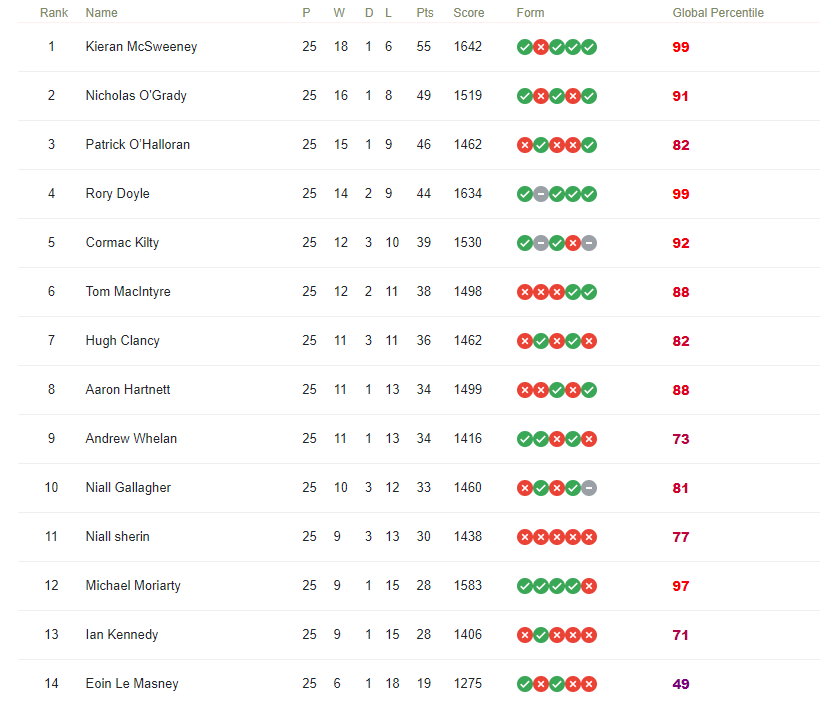 Rank Name P W D L Pts Score Form Global Percentile
1 Kieran McSweeney 25 18 1 6 55 1642 99
2 Nicholas O'Grady 25 16 1 8 49 1519 91
3 Patrick O'Halloran 25 15 1 9 46 1462 82
4 Rory Doyle 25 14 2 9 44 1634 99
5 Cormac Kilty 25 12 3 10 39 1530 92
6 Tom MacIntyre 25 12 2 11 38 1498 88
7 Hugh Clancy 25 11 3 11 36 1462 82
8 Aaron Hartnett 25 11 1 13 34 1499 88
9 Andrew Whelan 25 11 1 13 34 1416 73
10 Niall Gallagher 25 10 3 12 33 1460 81
11 Niall sherin 25 9 3 13 30 1438 77
12 Michael Moriarty 25 9 1 15 28 1583 97
13 Ian Kennedy 25 9 1 15 28 1406 71
14 Eoin Le Masney 25 6 1 18 19 1275 49